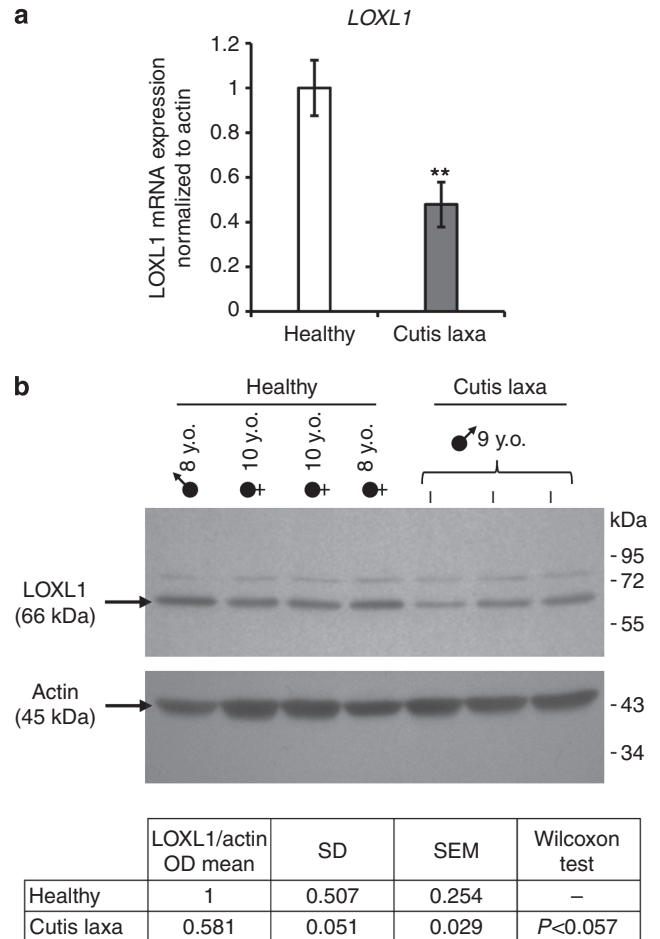 a
LOXL1
LOXL1 mRNA expression
normalized to actin
1.2
1
0.8
0.6
0.4
0.2
0
**
Healthy Cutis laxa
b
Healthy Cutis laxa
8 y.o. 10 y.o. 10 y.o. 8 y.o. 9 y.o.
kDa
-95
-72
LOXL1
(66 kDa)
-55
Actin
(45 kDa)
-43
-34
LOXL1/actin OD mean SD SEM Wilcoxon test
Healthy 1 0.507 0.254 –
Cutis laxa 0.581 0.051 0.029 P<0.057